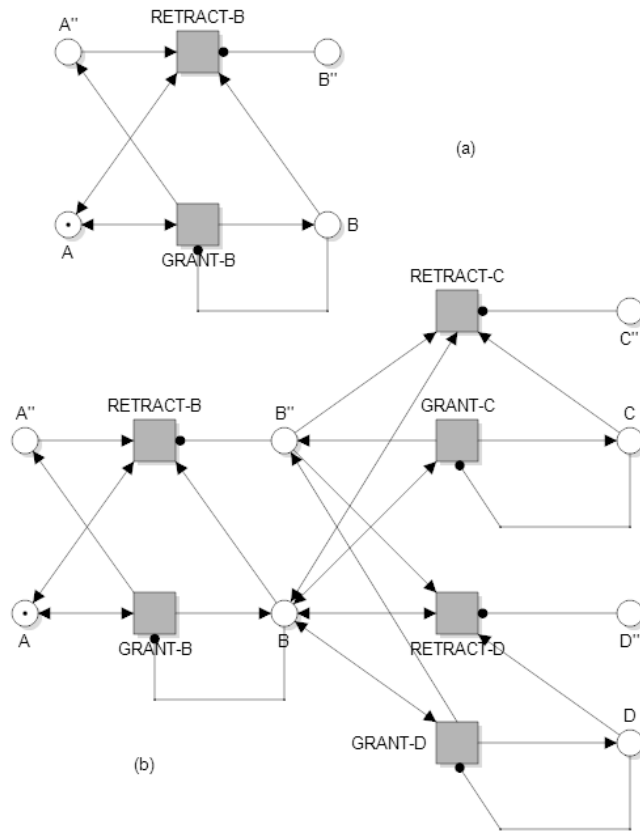 RETRACT-B
A"
B"
(a)
A
GRANT-B
B
RETRACT-C
C"
A"
RETRACT-B
B"
GRANT-C
C
A
GRANT-B
B
RETRACT-D
D"
GRANT-D
D
(b)